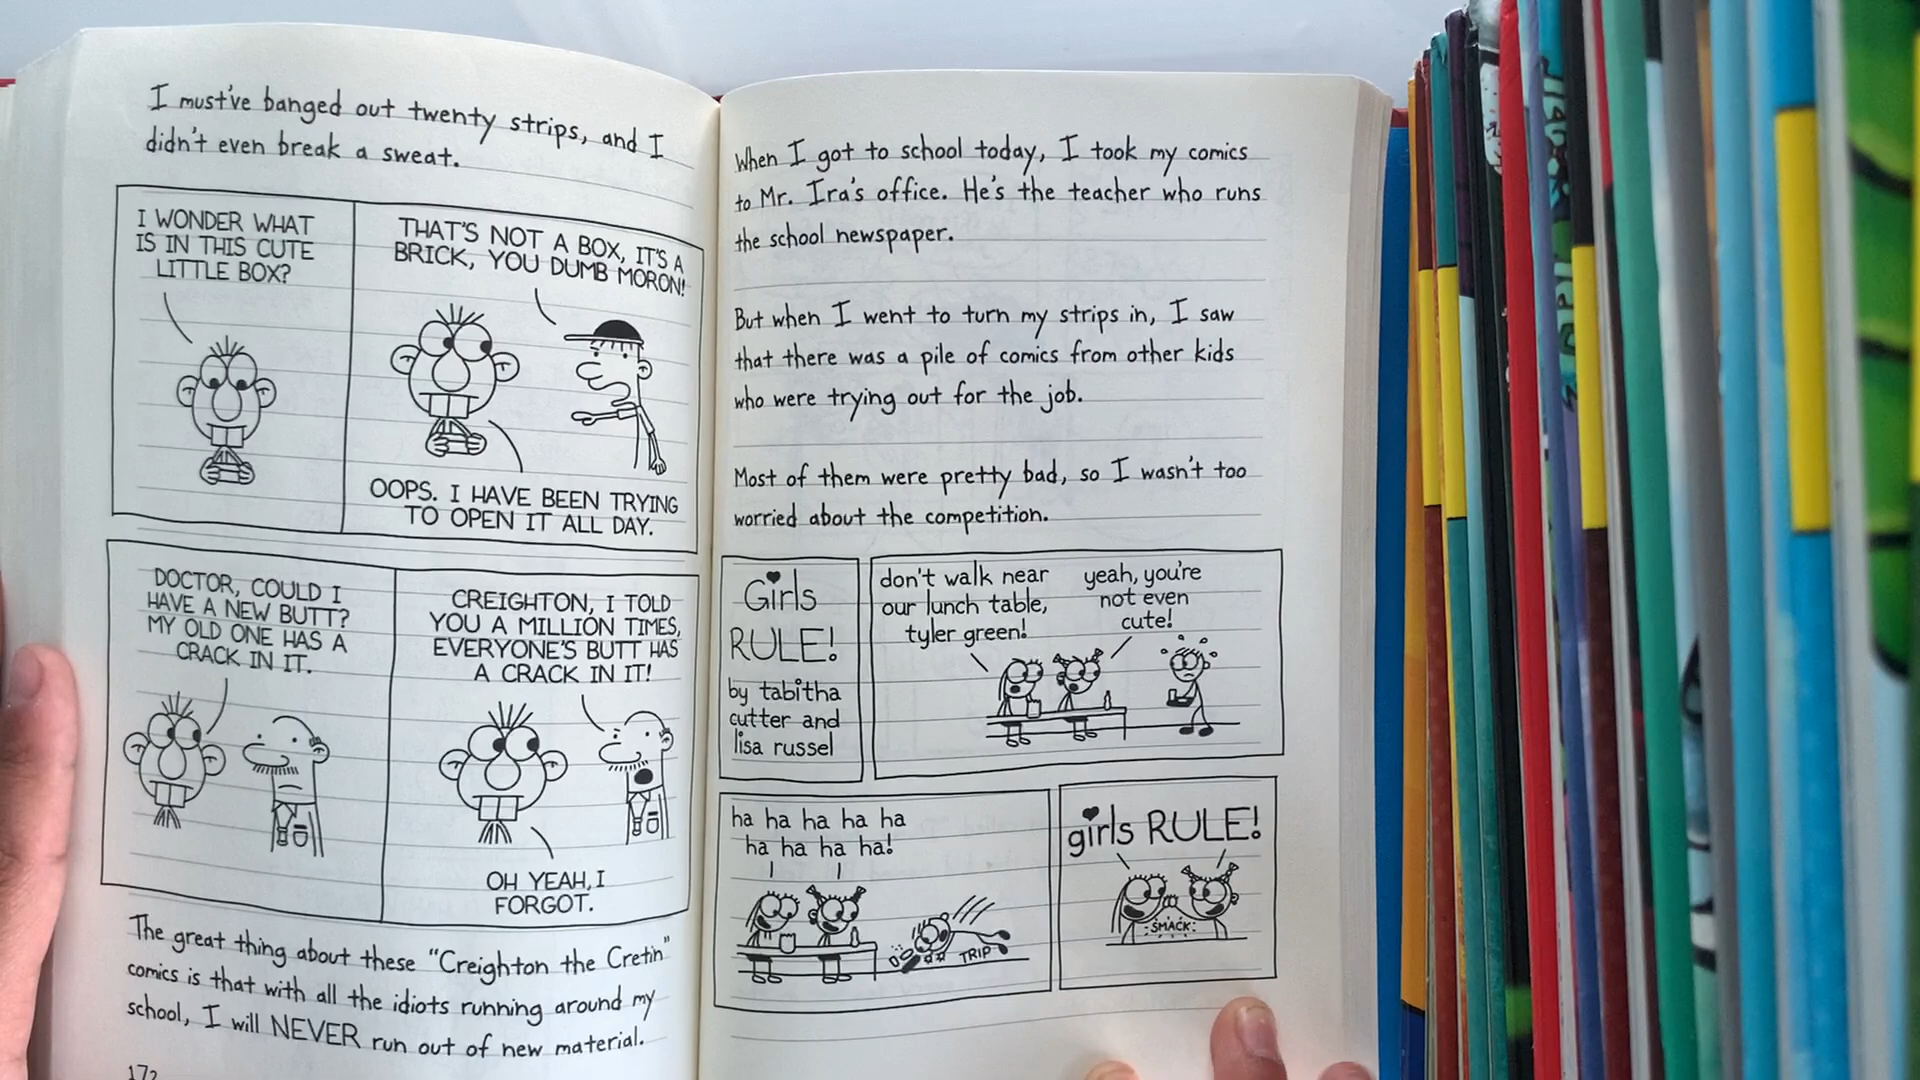 I must've banged out twenty strips, and I
didn't even break a sweat.
I WONDER WHAT
IS IN THIS CUTE
LITTLE BOX?
THAT'S NOT A BOX, IT'S A
BRICK, YOU DUMB MORON!
OOPS. I HAVE BEEN TRYING
TO OPEN IT ALL DAY.
DOCTOR, COULD I
HAVE A NEW BUTT?
MY OLD ONE HAS A
CRACK IN IT.
CREIGHTON, I TOLD
YOU A MILLION TIMES,
EVERYONE'S BUTT HAS
A CRACK IN IT!
OH YEAH, I
FORGOT.
The great thing about these "Creighton the Cretin"
comics is that with all the idiots running around my
school, I will NEVER run out of new material.
172
When I got to school today, I took my comics
to Mr. Ira's office. He's the teacher who runs
the school newspaper.
But when I went to turn my strips in, I saw
that there was a pile of comics from other kids
who were trying out for the job.
Most of them were pretty bad, so I wasn't too
worried about the competition.
Girls
RULE!
by tabitha
cutter and
lisa russel
don't walk near
our lunch table,
tyler green!
yeah, you're
not even
cute!
ha ha ha ha ha
ha ha ha ha!
TRIP
girls RULE!
SMACK